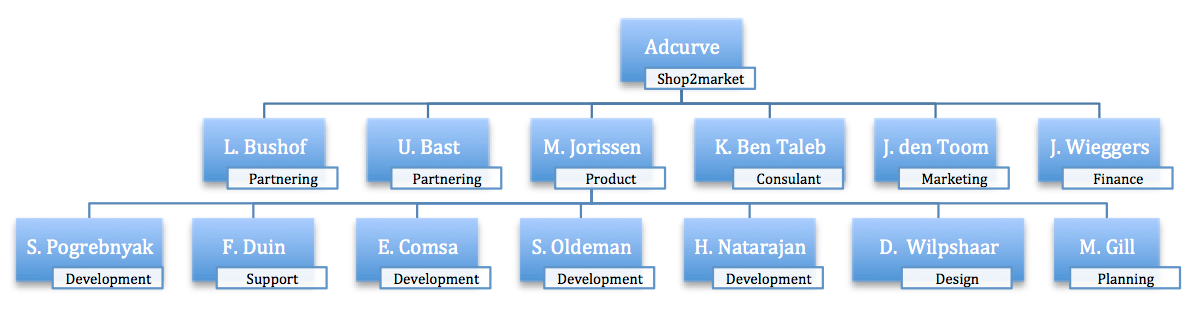 Adcurve
Shop2market
L. Bushof
Partnering
U. Bast
Partnering
M. Jorissen
Product
K. Ben Taleb
Consulant
J. den Toom
Marketing
J. Wieggers
Finance
S. Pogrebnyak
Development
F. Duin
Support
E. Comsa
Development
S. Oldeman
Development
H. Natarajan
Development
D. Wilpshaar
Design
M. Gill
Planning